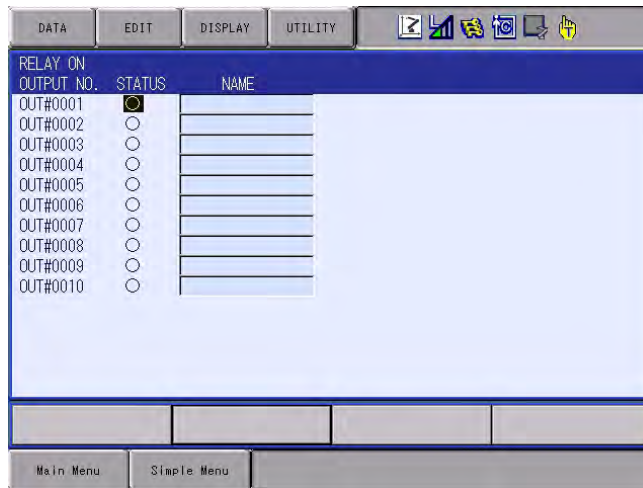 DATA EDIT DISPLAY UTILITY
RELAY ON
OUTPUT NO. STATUS NAME
OUT#0001
OUT#0002
OUT#0003
OUT#0004
OUT#0005
OUT#0006
OUT#0007
OUT#0008
OUT#0009
OUT#0010
Main Menu Simple Menu